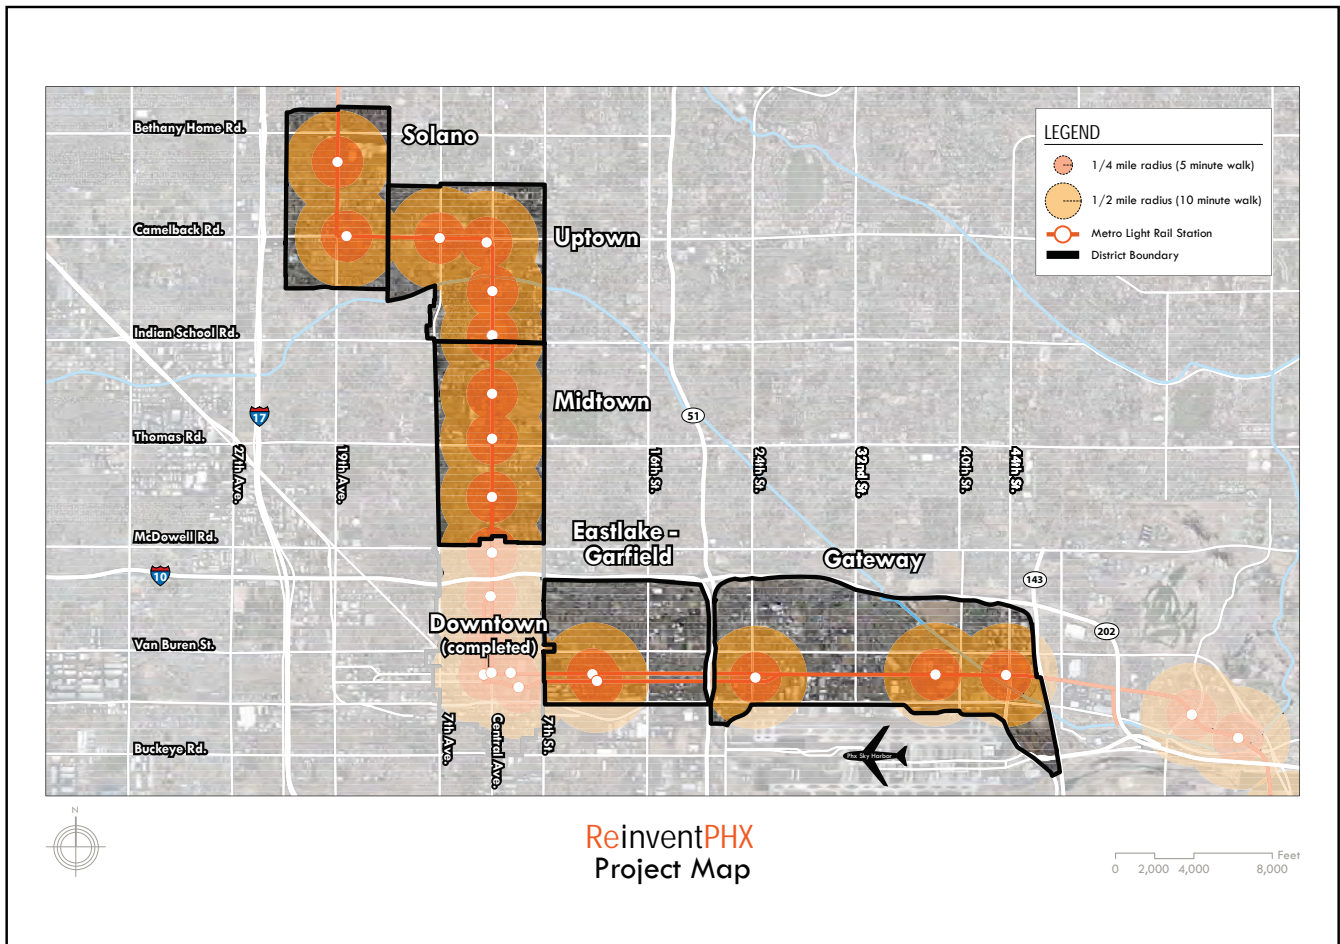 Bethany Home Rd.
Solano
LEGEND
1/4 mile radius (5 minute walk)
1/2 mile radius (10 minute walk)
Metro Light Rail Station
District Boundary
Camelback Rd.
Uptown
Indian School Rd.
Midtown
17
51
Thomas Rd.
27th Ave.
19th Ave.
16th St.
24th St.
32nd St.
40th St.
44th St.
McDowell Rd.
Eastlake -
Garfield
Gateway
10
143
Downtown
(completed)
202
Van Buren St.
7th Ave.
Central Ave.
7th St.
Buckeye Rd.
Phx Sky Harbor
N
ReinventPHX
Project Map
Feet
0 2,000 4,000 8,000